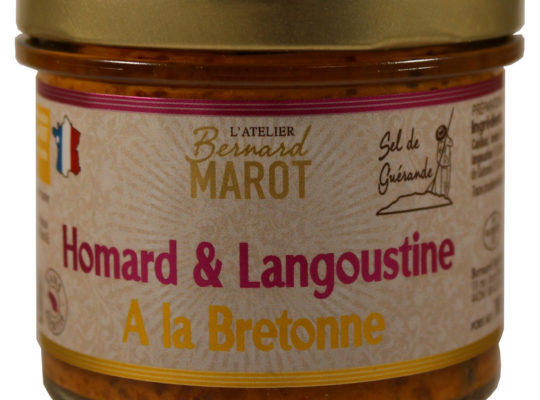 L'ATELIER
Bernard
MAROT
Sel de
Guérande
Homard & Langoustine
A la Bretonne